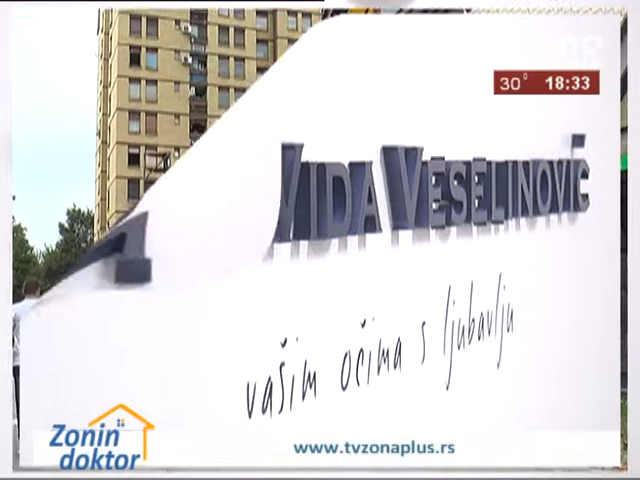 30° 18:33
VIDA VESELINOVIĆ
vašim očima s ljubavlju
Zonin
doktor
www.tvzonaplus.rs